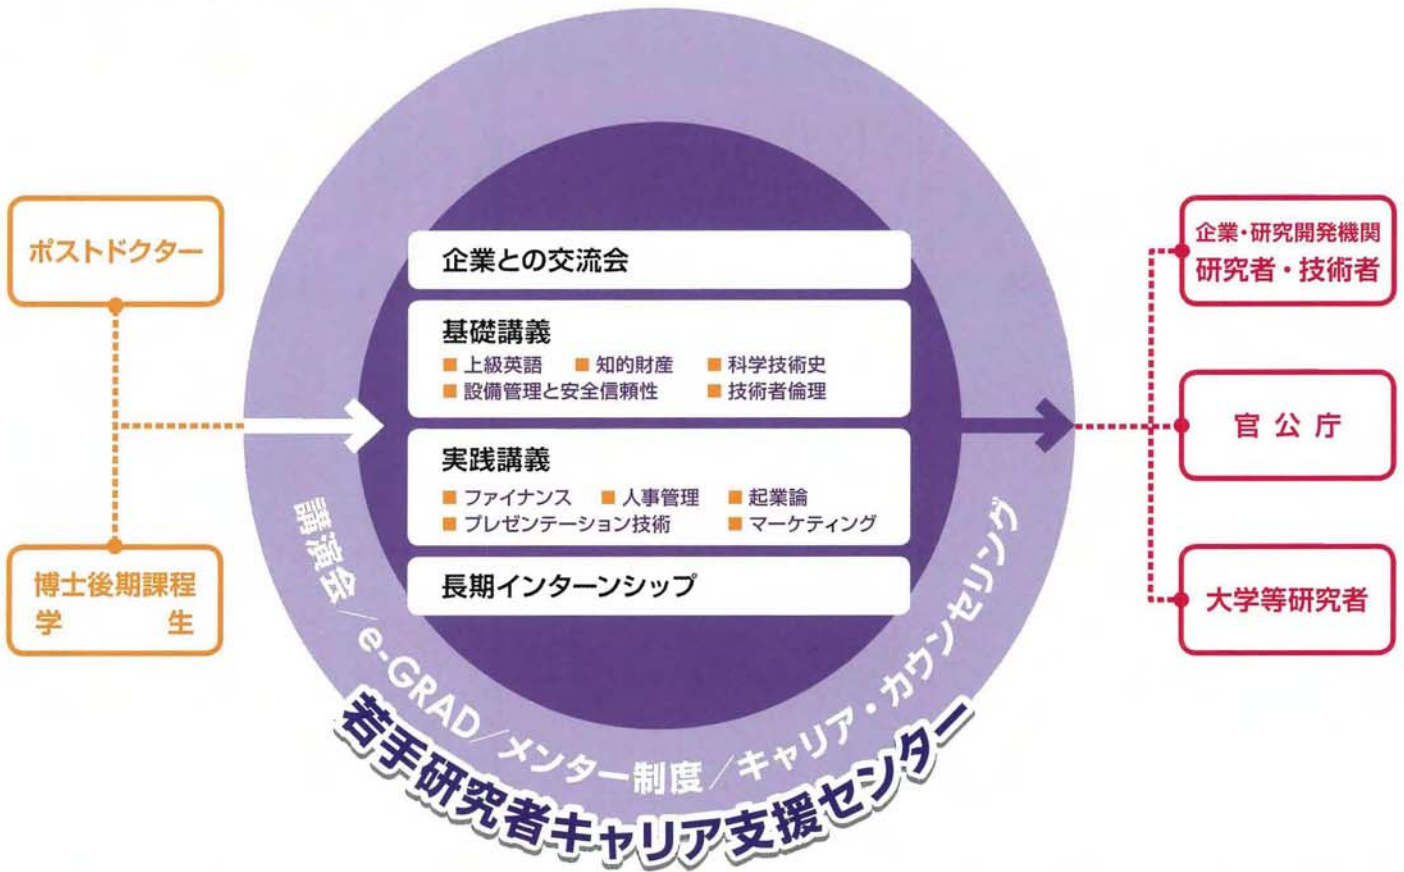 ポストドクター
博士後期課程
学 生
企業との交流会
基礎講義
■ 上級英語 ■ 知的財産 ■ 科学技術史
■ 設備管理と安全信頼性 ■ 技術者倫理
実践講義
■ ファイナンス ■ 人事管理 ■ 起業論
■ プレゼンテーション技術 ■ マーケティング
長期インターンシップ
講演会/e-GRAD/メンター制度/キャリア・カウンセリング
若手研究者キャリア支援センター
企業・研究開発機関
研究者・技術者
官公庁
大学等研究者